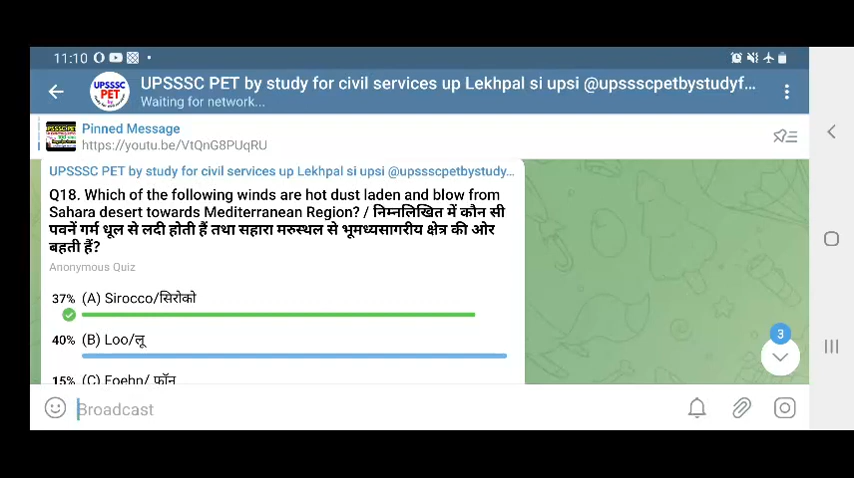 11:10
UPSSSC PET by study for civil services up Lekhpal si upsi @upssscpetbystudyf...
Waiting for network...
UPSSSC
PET
Pinned Message
https://youtu.be/VtQnG8PUqRU
UPSSSC PET by study for civil services up Lekhpal si upsi @upssscpetbystudy...
Q18. Which of the following winds are hot dust laden and blow from
Sahara desert towards Mediterranean Region? / निम्नलिखित में कौन सी
पवनें गर्म धूल से लदी होती हैं तथा सहारा मरुस्थल से भूमध्यसागरीय क्षेत्र की ओर
बहती हैं?
Anonymous Quiz
37% (A) Sirocco/सिरोको
40% (B) Loo/लू
15% (C) Foehn/ फॉन
3
Broadcast